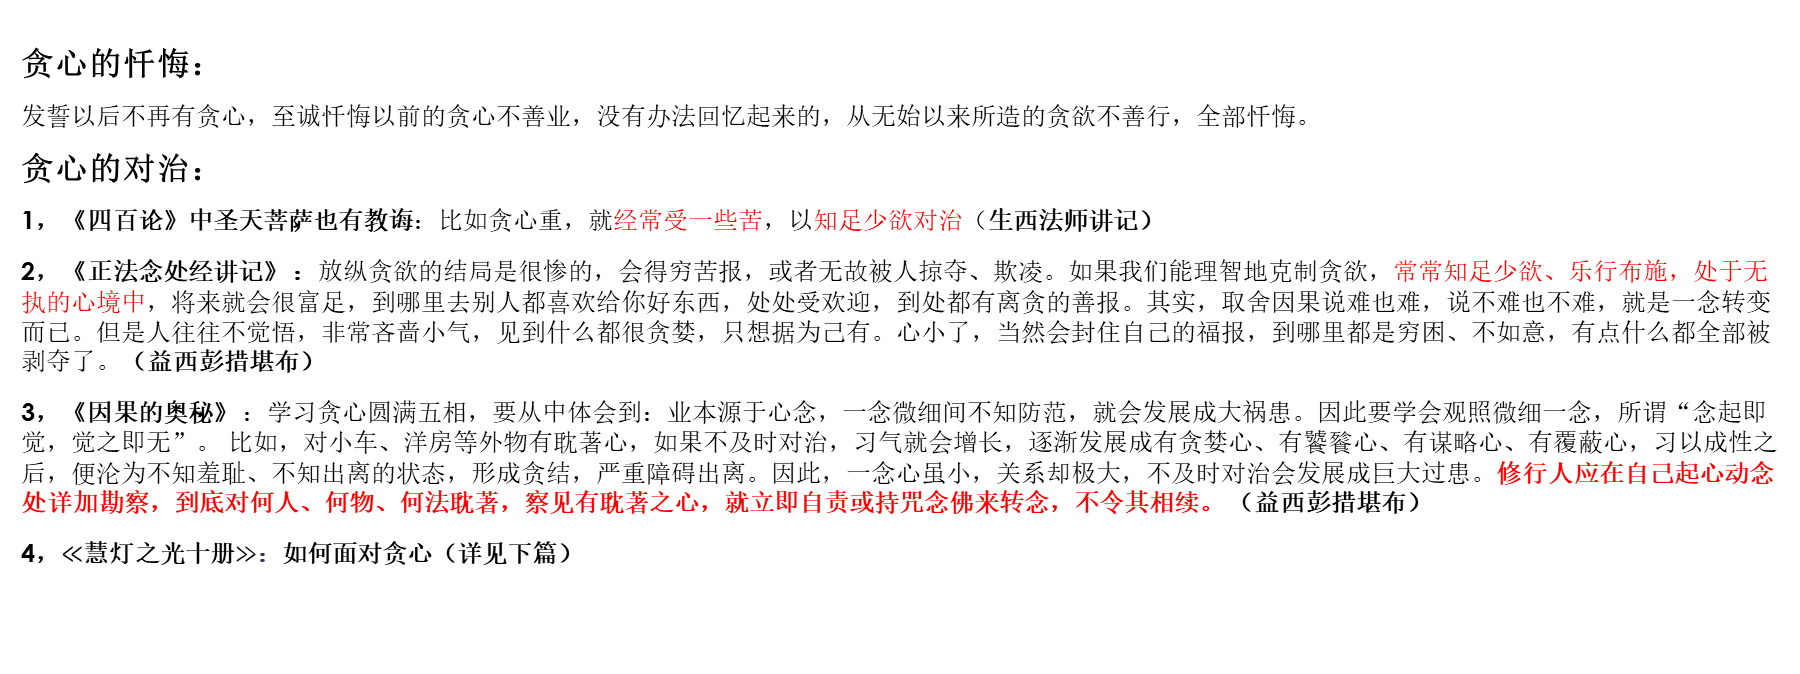 贪心的忏悔：
发誓以后不再有贪心，至诚忏悔以前的贪心不善业，没有办法回忆起来的，从无始以来所造的贪欲不善行，全部忏悔。
贪心的对治：
1，《四百论》中圣天菩萨也有教诲：比如贪心重，就经常受一些苦，以知足少欲对治（生西法师讲记）
2，《正法念处经讲记》：放纵贪欲的结局是很惨的，会得穷苦报，或者无故被人掠夺、欺凌。如果我们能理智地克制贪欲，常常知足少欲、乐行布施，处于无
执的心境中，将来就会很富足，到哪里去别人都喜欢给你好东西，处处受欢迎，到处都有离贪的善报。其实，取舍因果说难也难，说不难也不难，就是一念转变
而已。但是人往往不觉悟，非常吝啬小气，见到什么都很贪婪，只想据为己有。心小了，当然会封住自己的福报，到哪里都是穷困、不如意，有点什么都全部被
剥夺了。（益西彭措堪布）
3，《因果的奥秘》：学习贪心圆满五相，要从中体会到：业本源于心念，一念微细间不知防范，就会发展成大祸患。因此要学会观照微细一念，所谓“念起即
觉，觉之即无”。 比如，对小车、洋房等外物有耽著心，如果不及时对治，习气就会增长，逐渐发展成有贪婪心、有饕餮心、有谋略心、有覆蔽心，习以成性之
后，便沦为不知羞耻、不知出离的状态，形成贪结，严重障碍出离。因此，一念心虽小，关系却极大，不及时对治会发展成巨大过患。修行人应在自己起心动念
处详加勘察，到底对何人、何物、何法耽著，察见有耽著之心，就立即自责或持咒念佛来转念，不令其相续。（益西彭措堪布）
4，≪慧灯之光十册≫：如何面对贪心（详见下篇）